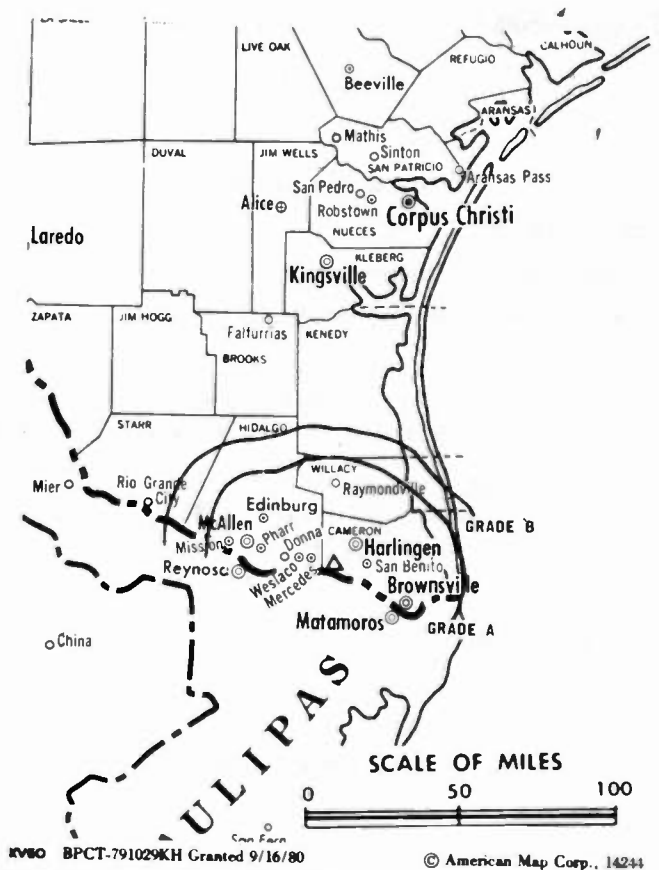 LIVE OAK
CALHOUN
REFUGIO
Beeville
ARANSAS
Mathis
Sinton
SAN PATRICIO
DUVAL
JIM WELLS
Aransas Pass
San Pedro
Alice
Robstown
Corpus Christi
NUECES
Laredo
KLEBERG
Kingsville
ZAPATA
JIM HOGG
Falfurrias
KENEDY
BROOKS
STARR
HIDALGO
WILLACY
Mier
Rio Grande
City
Raymondville
Edinburg
GRADE B
McAllen
Pharr
CAMERON
Mission
Donna
Harlingen
Reynosa
San Benito
Weslaco
Mercedes
Brownsville
Matamoros
GRADE A
China
ULIPAS
SCALE OF MILES
0 50 100
KVEO BPCT-791029KH Granted 9/16/80
© American Map Corp., 14244